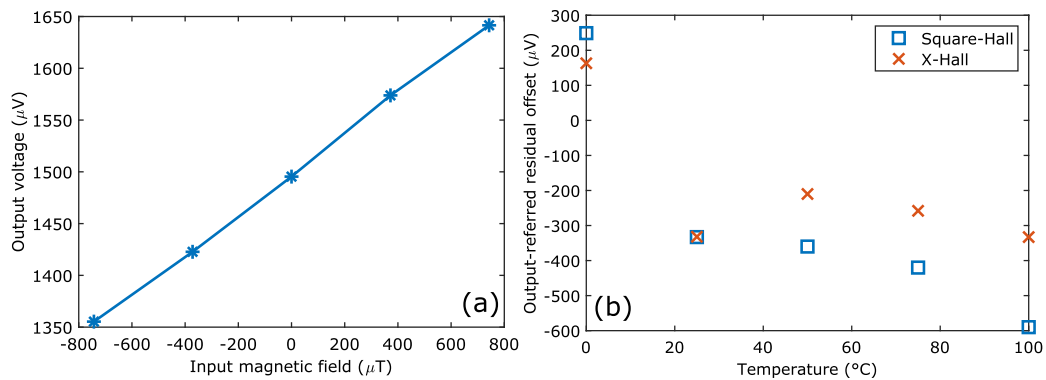 1650
1600
1550
1500
1450
1400
1350
Output voltage (μV)
-800 -600 -400 -200 0 200 400 600 800
Input magnetic field (μT)
(a)
300
200
100
0
-100
-200
-300
-400
-500
-600
Output-referred residual offset (μV)
Square-Hall
X-Hall
(b)
0 20 40 60 80 100
Temperature (°C)